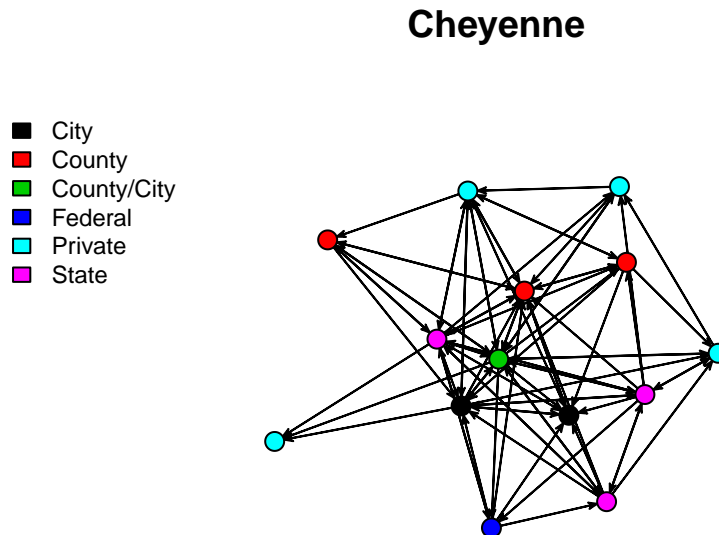 Cheyenne
City
County
County/City
Federal
Private
State